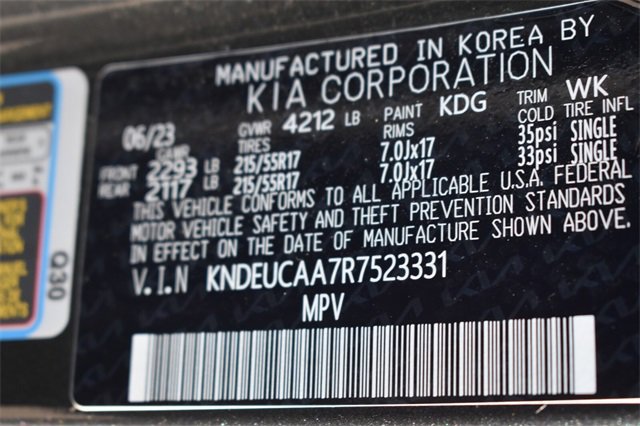 MANUFACTURED IN KOREA BY
KIA CORPORATION
06/23 GVWR 4212 LB PAINT KDG TRIM WK
GAWR TIRES RIMS COLD TIRE INFL
FRONT 2293 LB 215/55R17 7.0Jx17 35psi SINGLE
REAR 2117 LB 215/55R17 7.0Jx17 33psi SINGLE
THIS VEHICLE CONFORMS TO ALL APPLICABLE U.S.A. FEDERAL
MOTOR VEHICLE SAFETY AND THEFT PREVENTION STANDARDS
IN EFFECT ON THE DATE OF MANUFACTURE SHOWN ABOVE.
V.I.N KNDEUCAA7R7523331
MPV
030